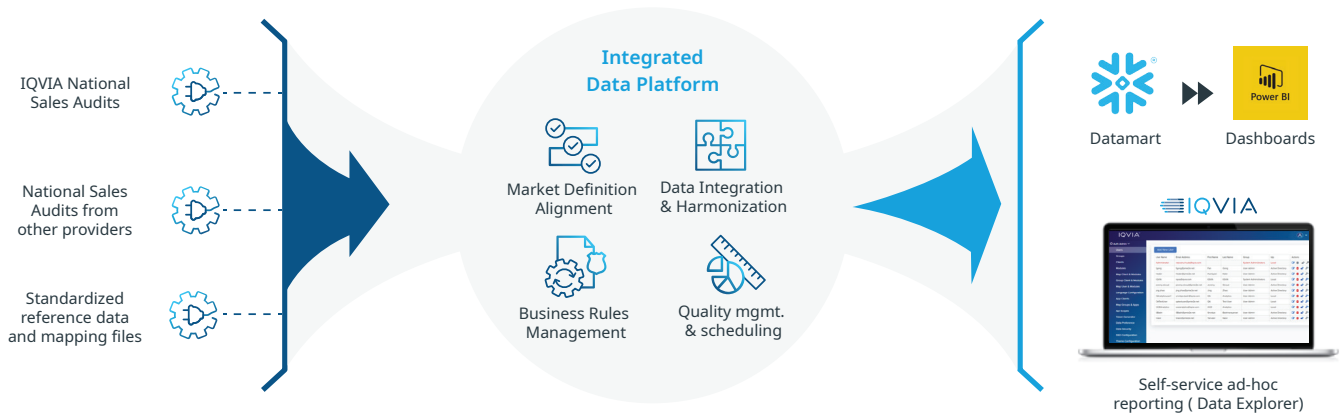 IQVIA National
Sales Audits
National Sales
Audits from
other providers
Standardized
reference data
and mapping files
Integrated
Data Platform
Market Definition
Alignment
Data Integration
& Harmonization
Business Rules
Management
Quality mgmt.
& scheduling
®
Power BI
Datamart
Dashboards
IQVIA
IQVIA
Self-service ad-hoc
reporting ( Data Explorer)